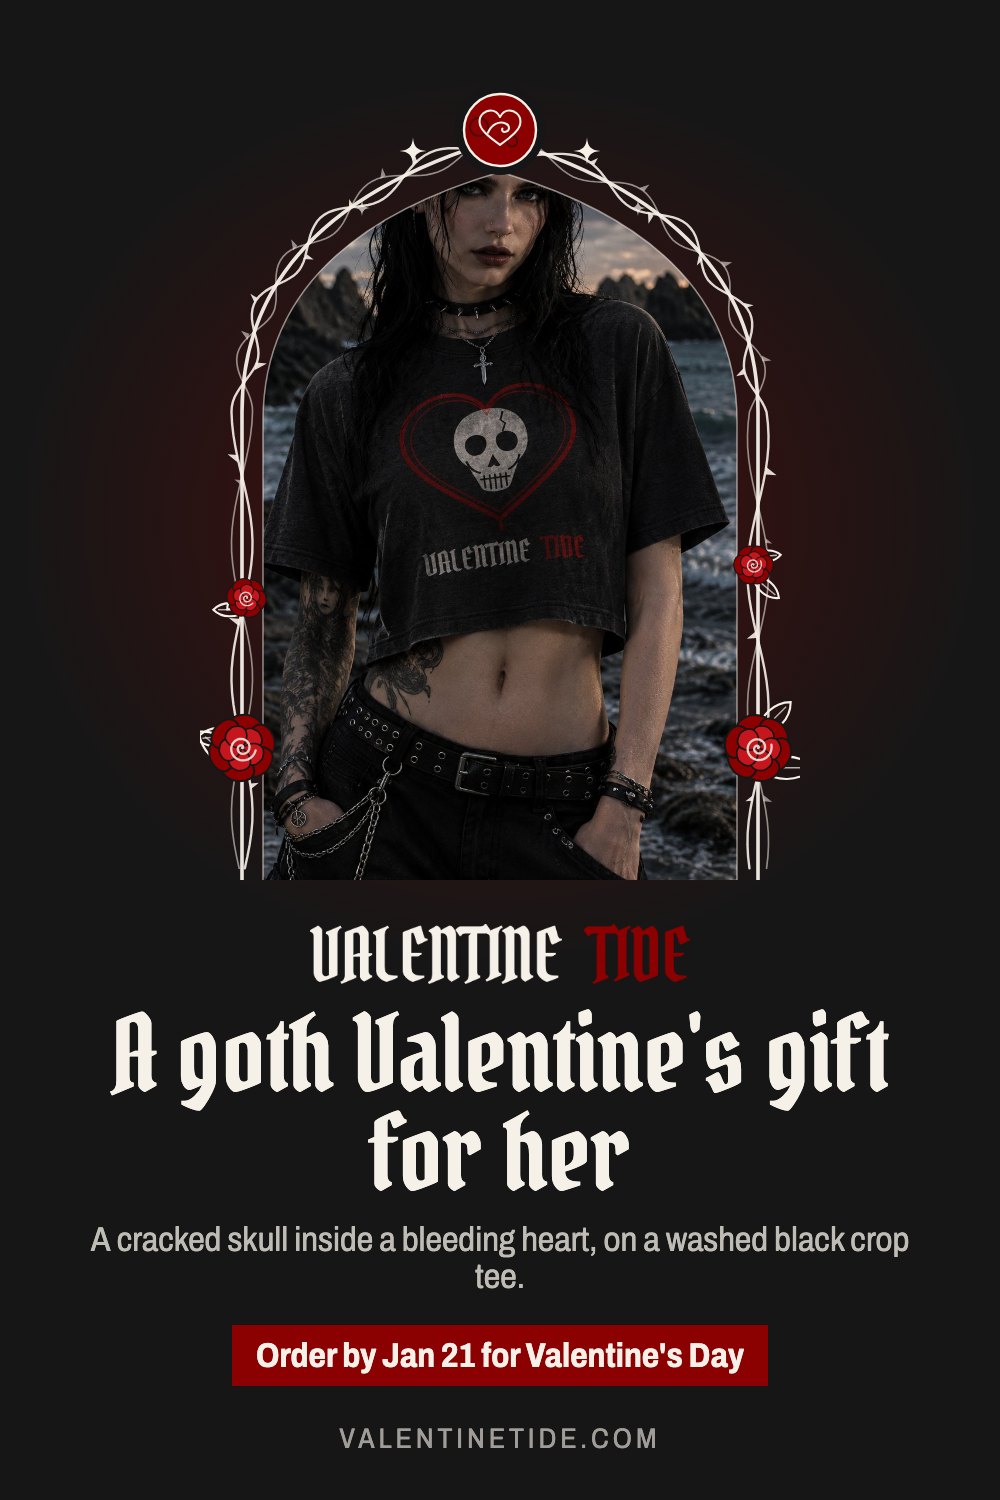 VALENTINE TIDE
VALENTINE TIDE
A goth Valentine's gift
for her
A cracked skull inside a bleeding heart, on a washed black crop
tee.
Order by Jan 21 for Valentine's Day
VALENTINETIDE.COM